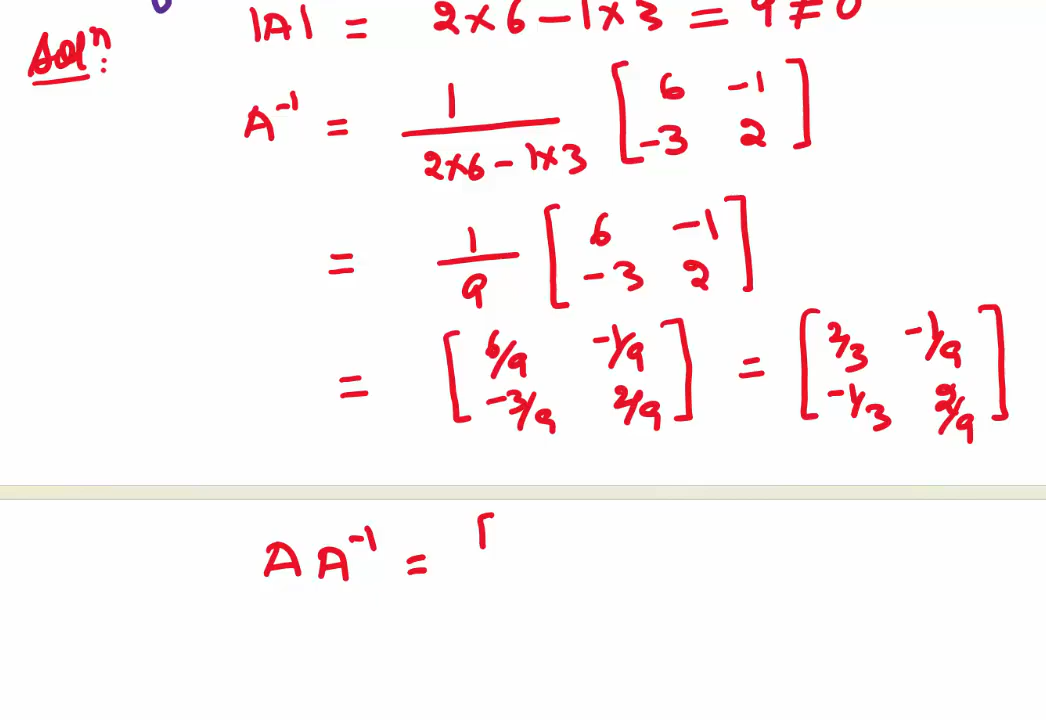 |A| = 2×6 – 1×3 = 9 ≠ 0
Solⁿ:
A⁻¹ = 1/(2×6 – 1×3) [6 -1; -3 2]
= 1/9 [6 -1; -3 2]
= [6/9 -1/9; -3/9 2/9] = [2/3 -1/9; -1/3 2/9]
A A⁻¹ = [